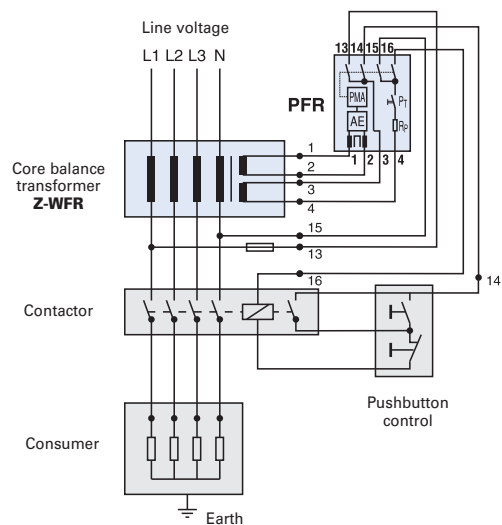 Line voltage
L1 L2 L3 N
13 14 15 16
PFR
PMA
AE
PT
RP
1 2 3 4
Core balance
transformer
Z-WFR
1
2
3
4
15
13
16
14
Contactor
Pushbutton
control
Consumer
Earth